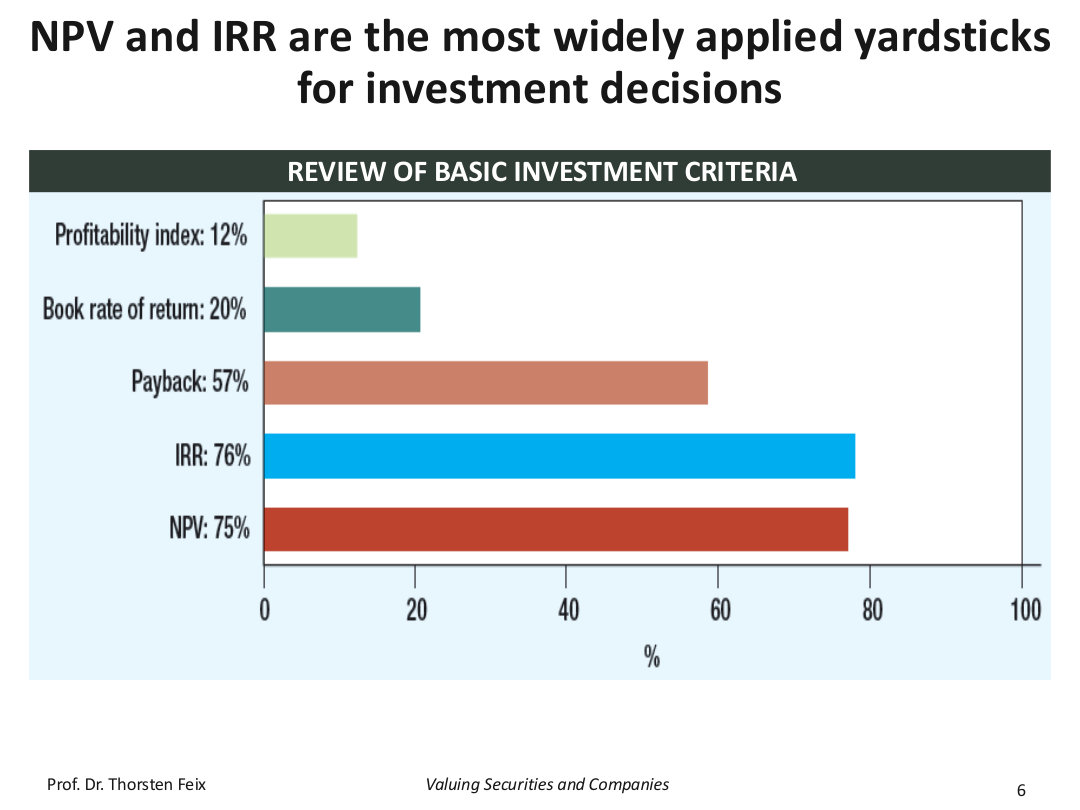 NPV and IRR are the most widely applied yardsticks
for investment decisions
REVIEW OF BASIC INVESTMENT CRITERIA
Profitability index: 12%
Book rate of return: 20%
Payback: 57%
IRR: 76%
NPV: 75%
0 20 40 60 80 100
%
Prof. Dr. Thorsten Feix Valuing Securities and Companies 6